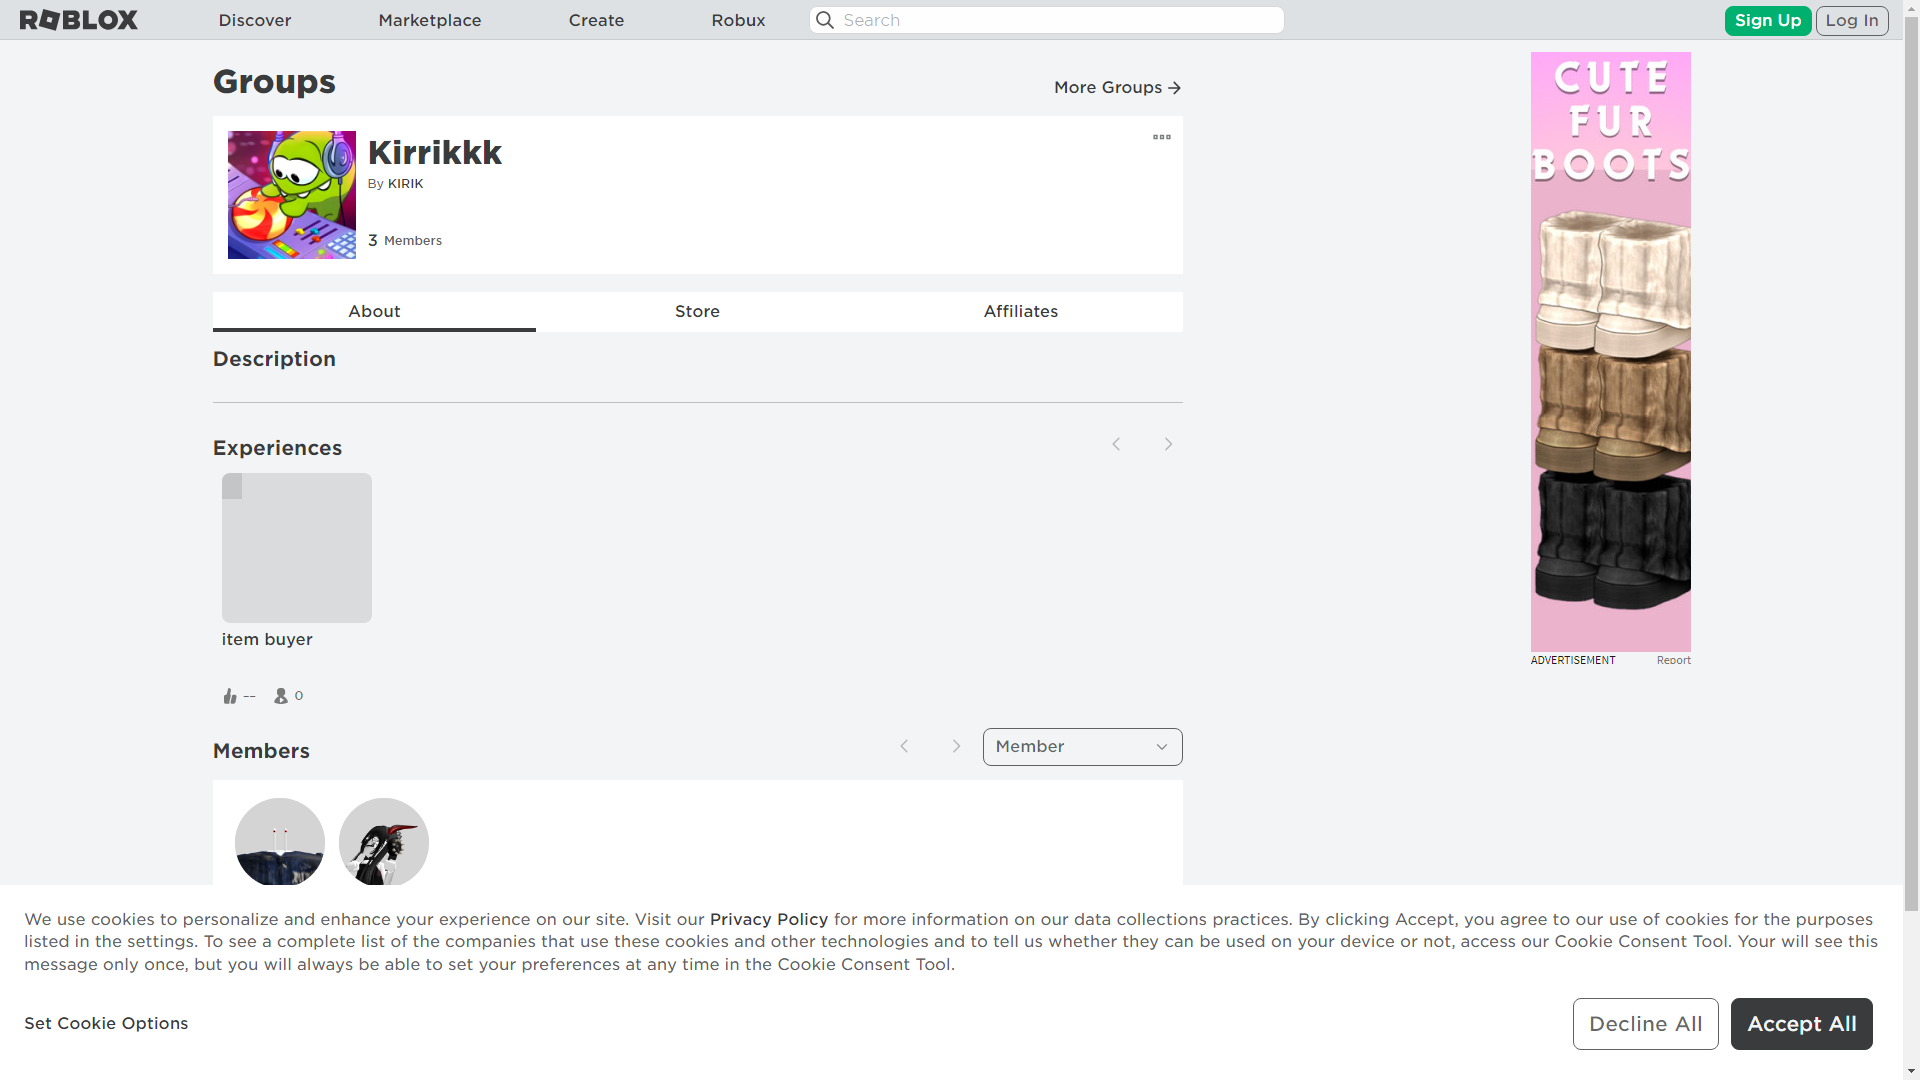 ROBLOX
Discover
Marketplace
Create
Robux
Search
Sign Up
Log In
Groups
More Groups
Kirrikkk
By KIRIK
3 Members
About
Store
Affiliates
Description
Experiences
item buyer
--
0
Members
Member
CUTE
FUR
BOOTS
ADVERTISEMENT
Report
We use cookies to personalize and enhance your experience on our site. Visit our Privacy Policy for more information on our data collections practices. By clicking Accept, you agree to our use of cookies for the purposes
listed in the settings. To see a complete list of the companies that use these cookies and other technologies and to tell us whether they can be used on your device or not, access our Cookie Consent Tool. Your will see this
message only once, but you will always be able to set your preferences at any time in the Cookie Consent Tool.
Set Cookie Options
Decline All
Accept All